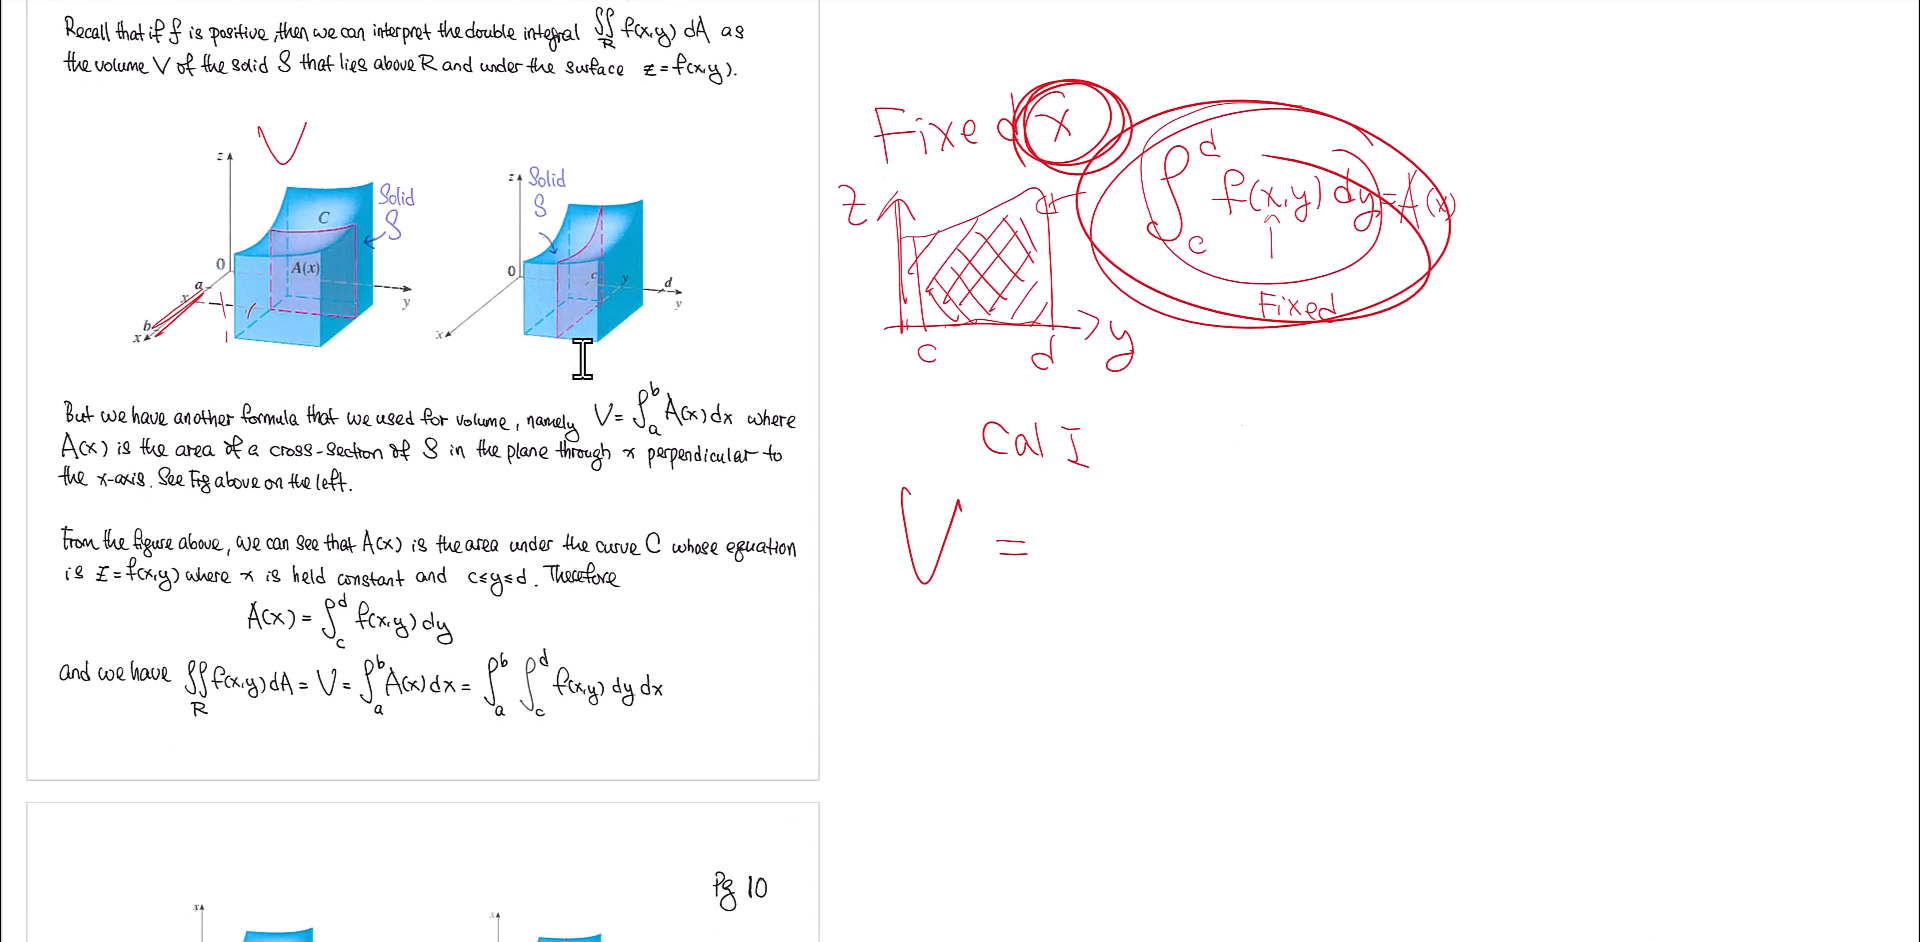 Recall that if f is positive, then we can interpret the double integral ∬_R f(x,y) dA as
the volume V of the solid S that lies above R and under the surface z = f(x,y).
V
z
Solid
S
C
A(x)
0
a
x
b
x
y
z
Solid
S
0
c
y
d
y
x
But we have another formula that we used for volume, namely V = ∫_a^b A(x) dx where
A(x) is the area of a cross-section of S in the plane through x perpendicular to
the x-axis. See Fig above on the left.
From the figure above, we can see that A(x) is the area under the curve C whose equation
is z = f(x,y) where x is held constant and c≤y≤d. Therefore
A(x) = ∫_c^d f(x,y) dy
and we have ∬_R f(x,y) dA = V = ∫_a^b A(x) dx = ∫_a^b ∫_c^d f(x,y) dy dx
Pg 10
Fixed x
∫_c^d f(x,y) dy = A(x)
Fixed
z
c
d
y
Cal I
V =